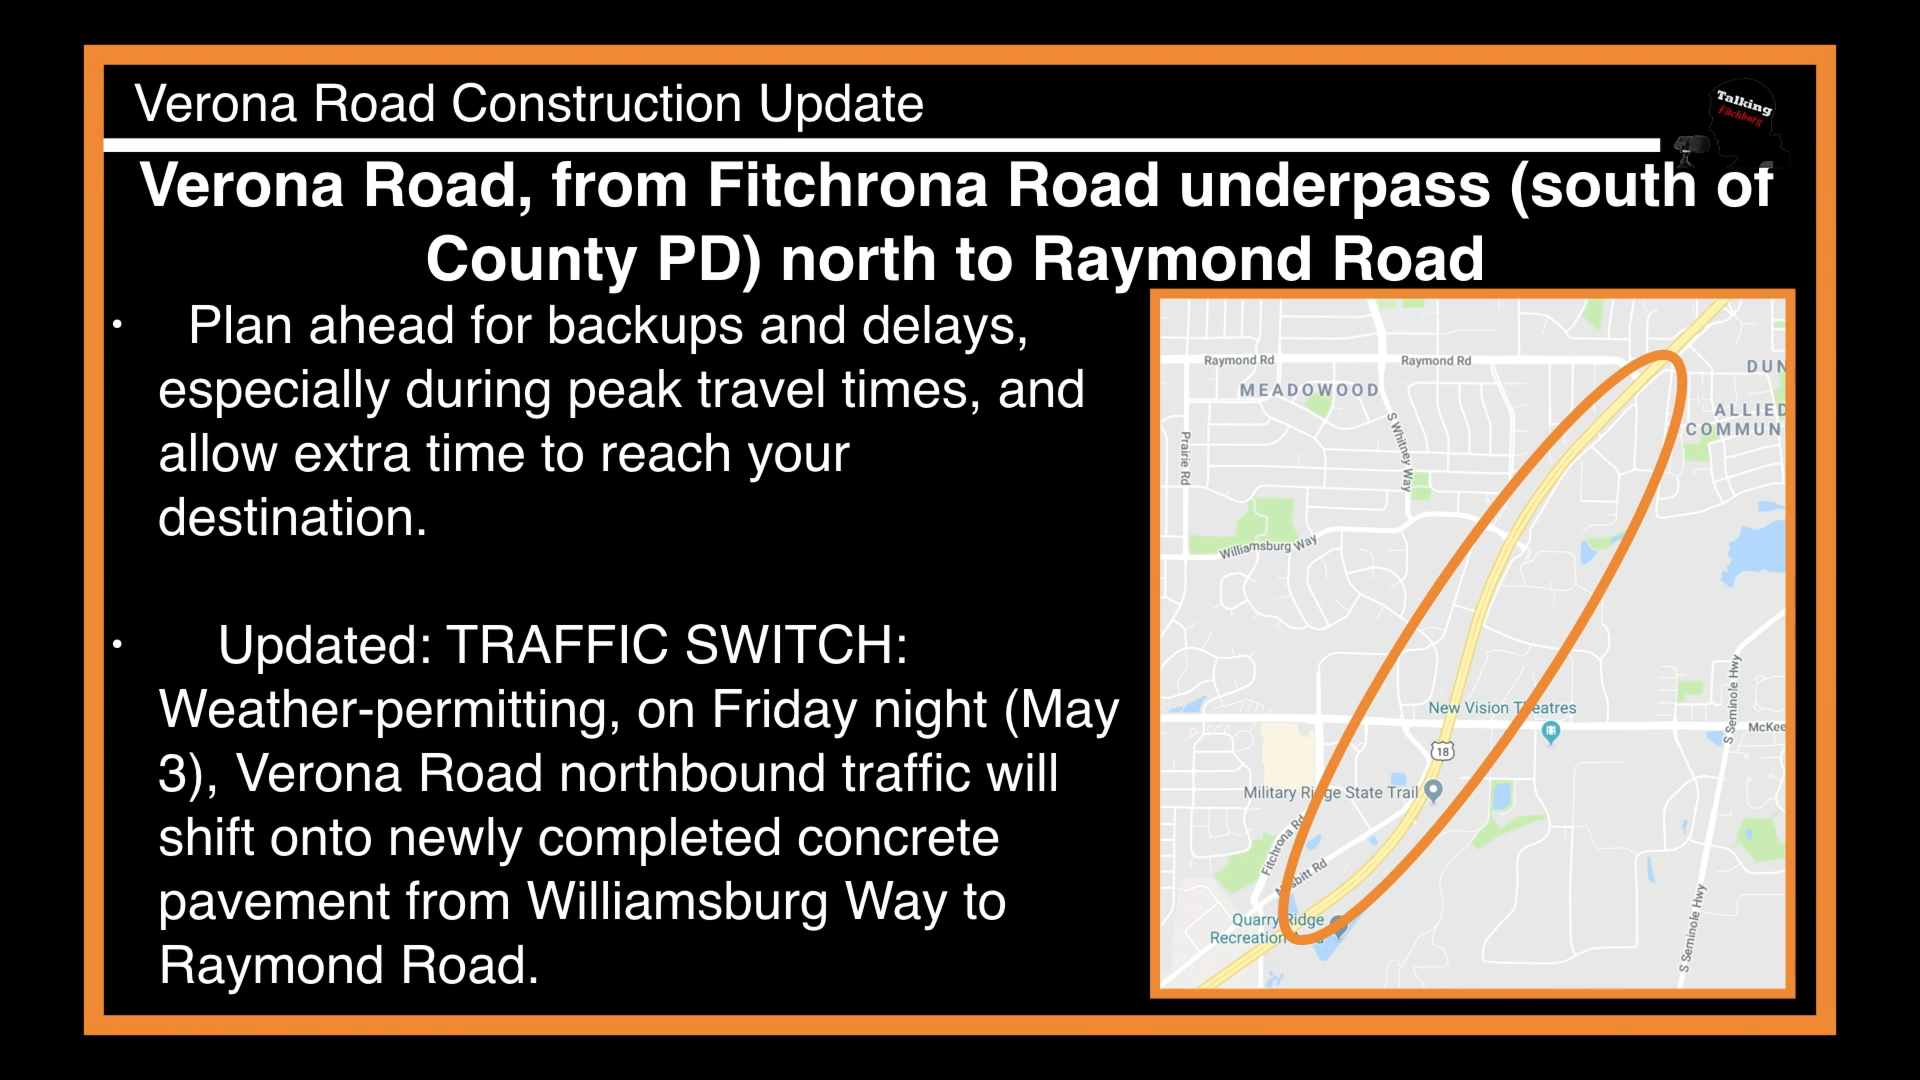 Verona Road Construction Update
Talking
Fitchburg
Verona Road, from Fitchrona Road underpass (south of
County PD) north to Raymond Road
• Plan ahead for backups and delays,
especially during peak travel times, and
allow extra time to reach your
destination.
• Updated: TRAFFIC SWITCH:
Weather-permitting, on Friday night (May
3), Verona Road northbound traffic will
shift onto newly completed concrete
pavement from Williamsburg Way to
Raymond Road.
Raymond Rd
Raymond Rd
DUN
MEADOWOOD
ALLIED
COMMUN
S Whitney Way
Prairie Rd
Williamsburg Way
S Seminole Hwy
New Vision Theatres
McKee
18
Military Ridge State Trail
Fitchrona Rd
Rd
S Seminole Hwy
Quarry Ridge
Recreation